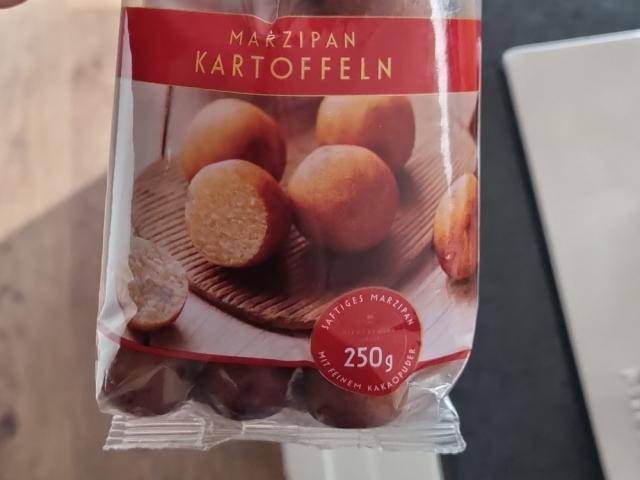 MARZIPAN
KARTOFFELN
SAFTIGES MARZIPAN
250g
MIT FEINEM KAKAOPUDER